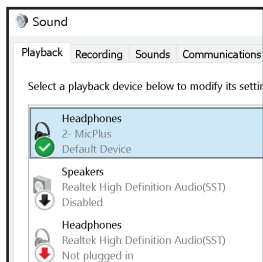 Sound
Playback Recording Sounds Communications
Select a playback device below to modify its
Headphones
2- MicPlus
Default Device
Speakers
Realtek High Definition Audio(SST)
Disabled
Headphones
Realtek High Definition Audio(SST)
Not plugged in